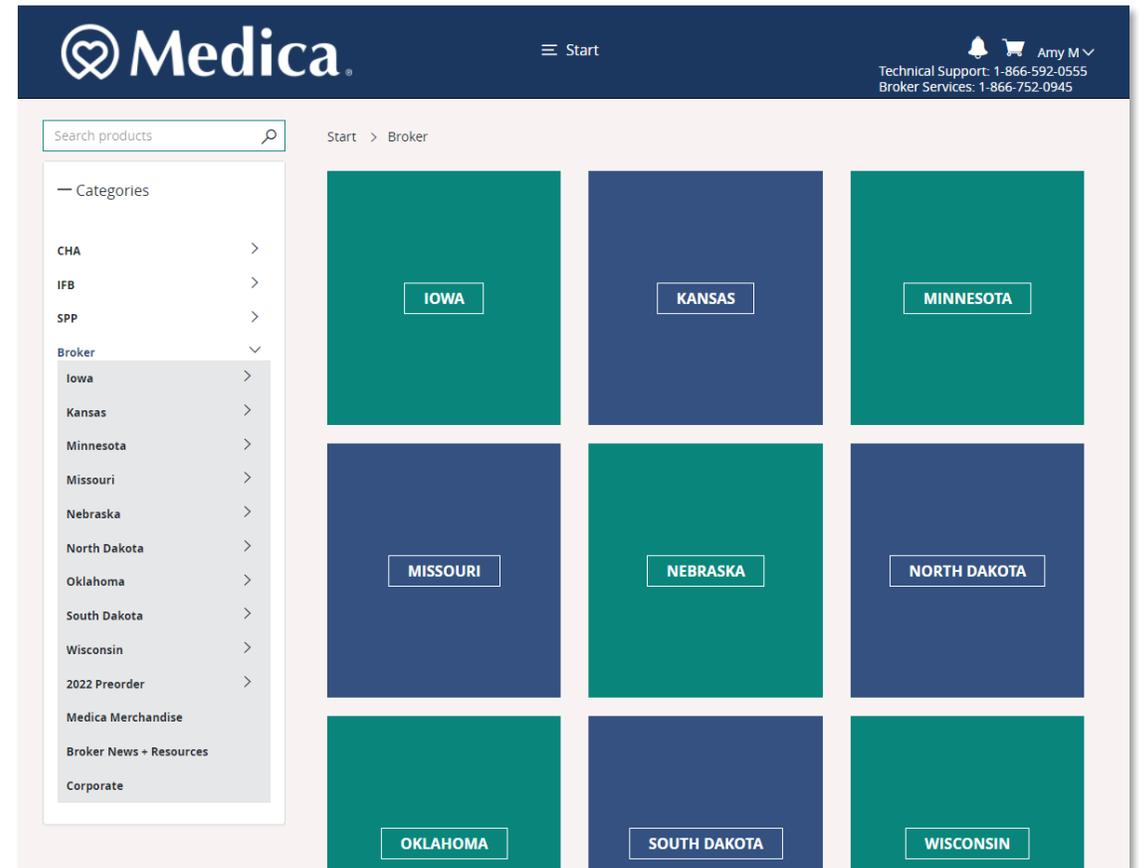 Medica®
Start
Amy M
Technical Support: 1-866-592-0555
Broker Services: 1-866-752-0945
Search products
Start > Broker
Categories
CHA
IFB
SPP
Broker
Iowa
Kansas
Minnesota
Missouri
Nebraska
North Dakota
Oklahoma
South Dakota
Wisconsin
2022 Preorder
Medica Merchandise
Broker News + Resources
Corporate
IOWA
KANSAS
MINNESOTA
MISSOURI
NEBRASKA
NORTH DAKOTA
OKLAHOMA
SOUTH DAKOTA
WISCONSIN